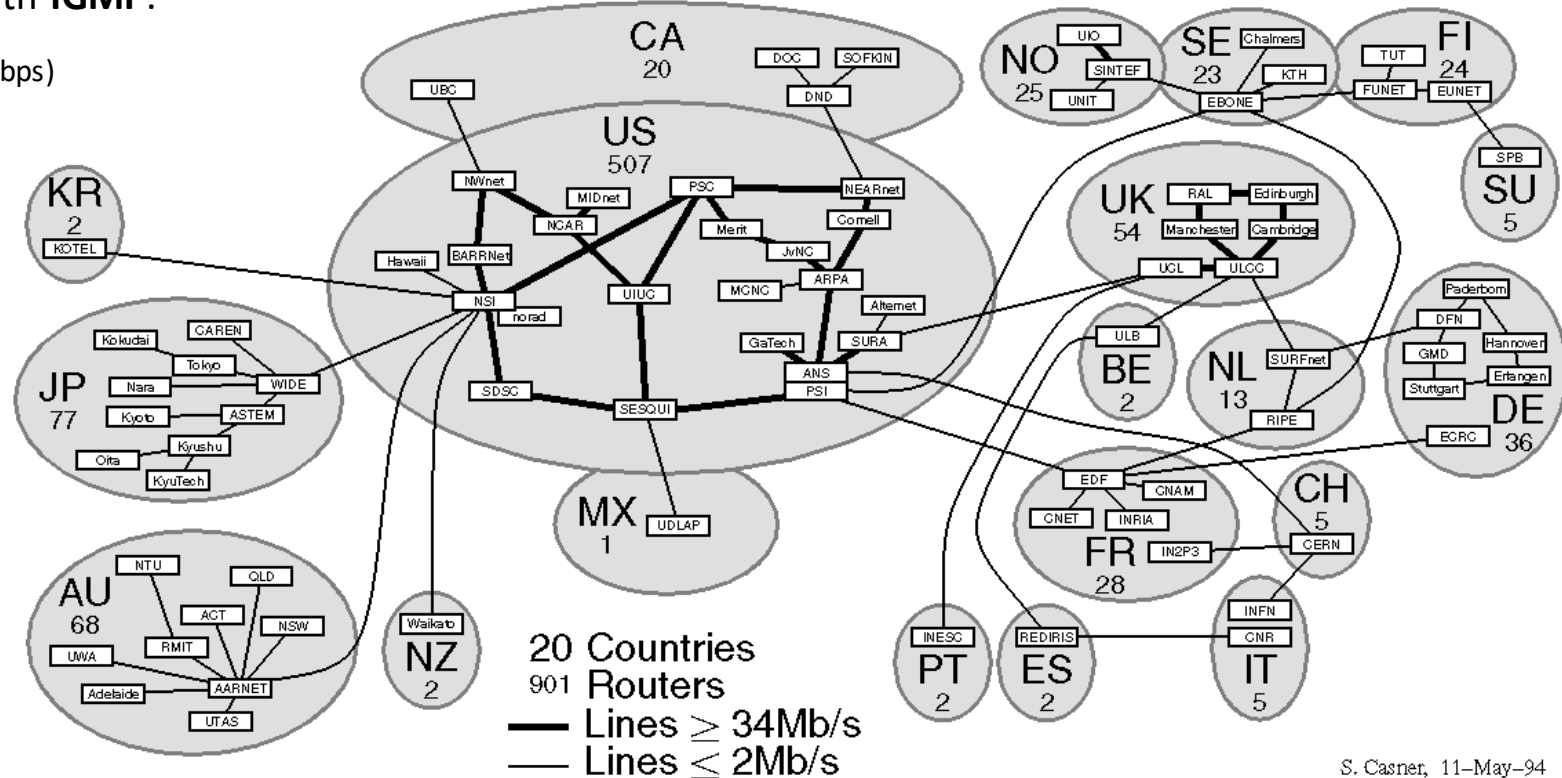 th IGMP.
bps)
CA
20
UBC
DOC
SOFKIN
DND
US
507
NWnet
MIDnet
NCAR
PSC
NEARnet
Cornell
Merit
JvNC
BARRNet
Hawaii
NSI
norad
UIUC
MCNC
ARPA
Alternet
GaTech
SURA
ANS
PSI
SDSC
SESQUI
KR
2
KOTEL
JP
77
CAREN
Kokudai
Tokyo
Nara
WIDE
Kyoto
ASTEM
Kyushu
Oita
KyuTech
AU
68
NTU
QLD
ACT
NSW
RMIT
UWA
AARNET
Adelaide
UTAS
Waikato
NZ
2
MX
1
UDLAP
NO
25
UIO
SINTEF
UNIT
SE
23
Chalmers
KTH
EBONE
FI
24
TUT
FUNET
EUNET
SPB
SU
5
UK
54
RAL
Edinburgh
Manchester
Cambridge
UCL
ULCC
ULB
BE
2
NL
13
SURFnet
RIPE
Paderborn
DFN
GMD
Hannover
Stuttgart
Erlangen
DE
36
ECRC
EDF
CNAM
CNET
INRIA
FR
28
IN2P3
CH
5
CERN
INFN
CNR
IT
5
INESC
PT
2
REDIRIS
ES
2
20 Countries
901 Routers
Lines ≥ 34Mb/s
Lines ≤ 2Mb/s
S. Casner, 11-May-94